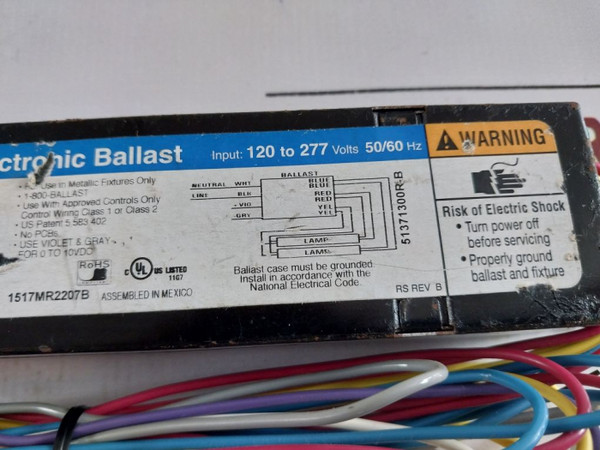 ctronic Ballast
Input: 120 to 277 Volts 50/60 Hz
For Use in Metallic Fixtures Only
• 1-800-BALLAST
• Use With Approved Controls Only
Control Wiring Class 1 or Class 2
• US Patent 5,583,402
• No PCBs
USE VIOLET & GRAY
FOR 0 TO 10VDC
RoHS
c UL US LISTED
1107
1517MR2207B ASSEMBLED IN MEXICO
BALLAST
NEUTRAL WHT
LINE BLK
+VIO
-GRY
BLUE
BLUE
RED
RED
YEL
YEL
LAMP
LAMP
51371300R-B
Ballast case must be grounded
Install in accordance with the
National Electrical Code.
RS REV B
WARNING
Risk of Electric Shock
• Turn power off
before servicing
• Properly ground
ballast and fixture